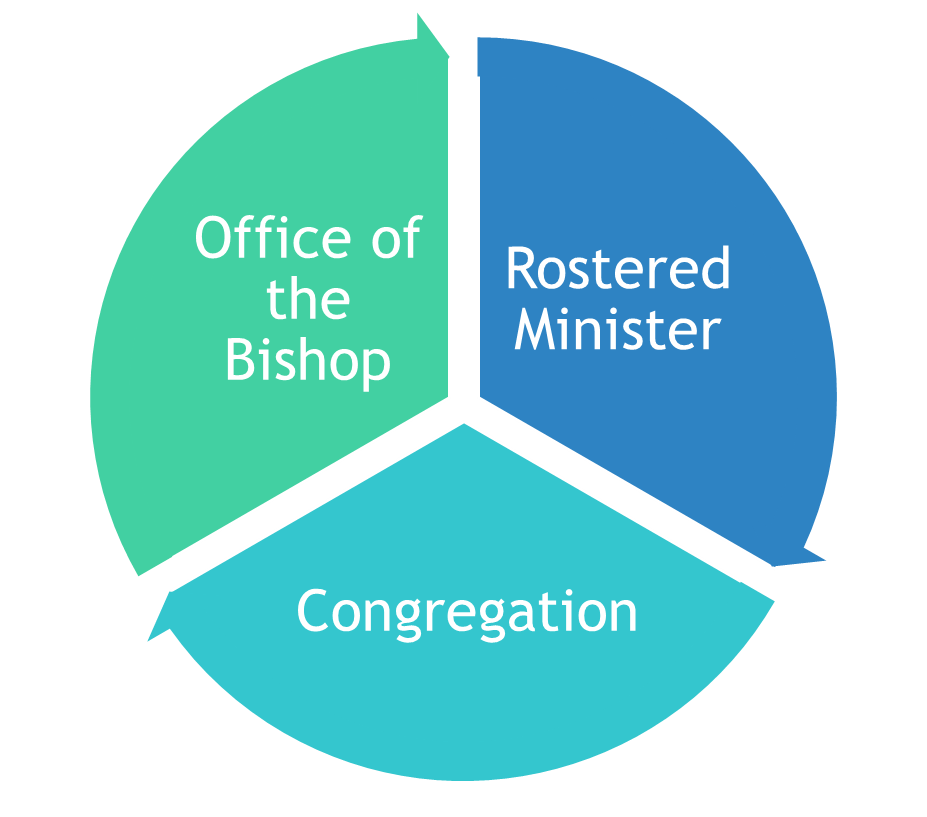 Office of
the
Bishop
Rostered
Minister
Congregation